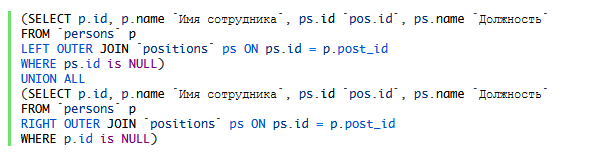 (SELECT p.id, p.name `Имя сотрудника`, ps.id `pos.id`, ps.name `Должность`
FROM `persons` p
LEFT OUTER JOIN `positions` ps ON ps.id = p.post_id
WHERE ps.id is NULL)
UNION ALL
(SELECT p.id, p.name `Имя сотрудника`, ps.id `pos.id`, ps.name `Должность`
FROM `persons` p
RIGHT OUTER JOIN `positions` ps ON ps.id = p.post_id
WHERE p.id is NULL)